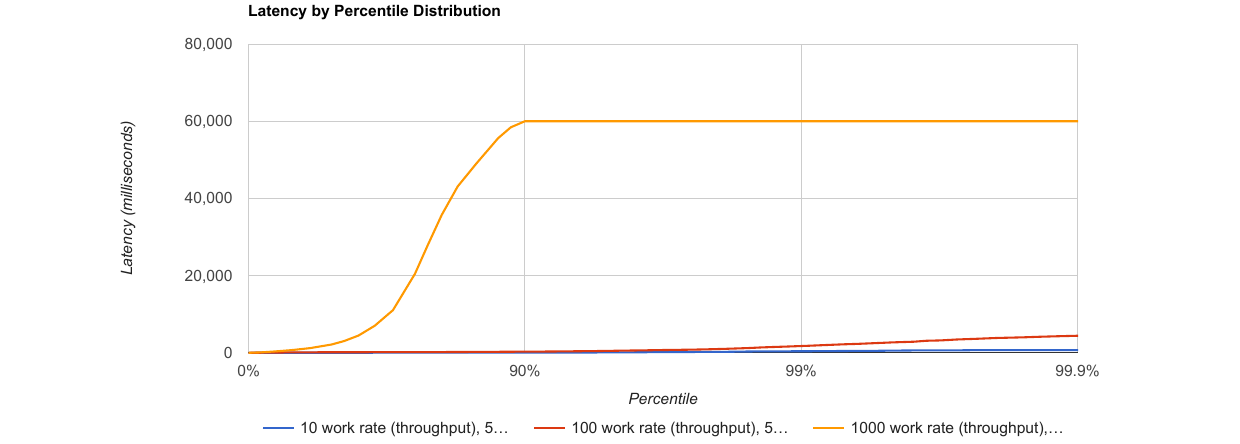 Latency by Percentile Distribution
80,000
60,000
40,000
20,000
0
Latency (milliseconds)
0%
90%
99%
99.9%
Percentile
10 work rate (throughput), 5…
100 work rate (throughput), 5…
1000 work rate (throughput),…